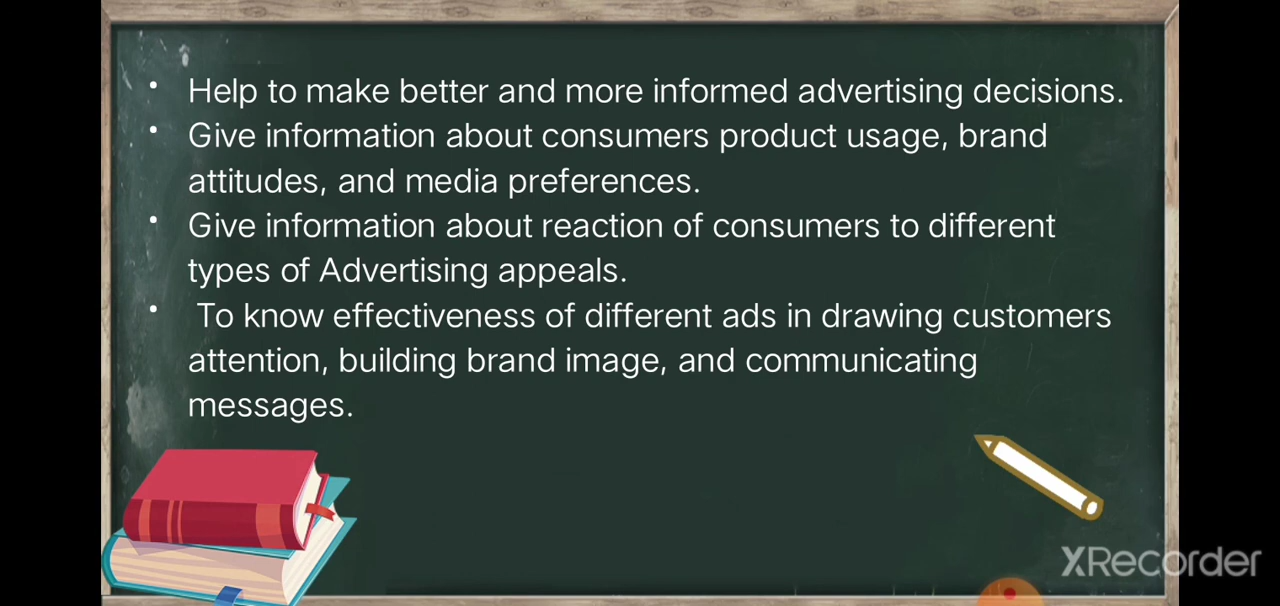 • Help to make better and more informed advertising decisions.
• Give information about consumers product usage, brand
attitudes, and media preferences.
• Give information about reaction of consumers to different
types of Advertising appeals.
• To know effectiveness of different ads in drawing customers
attention, building brand image, and communicating
messages.
XRecorder